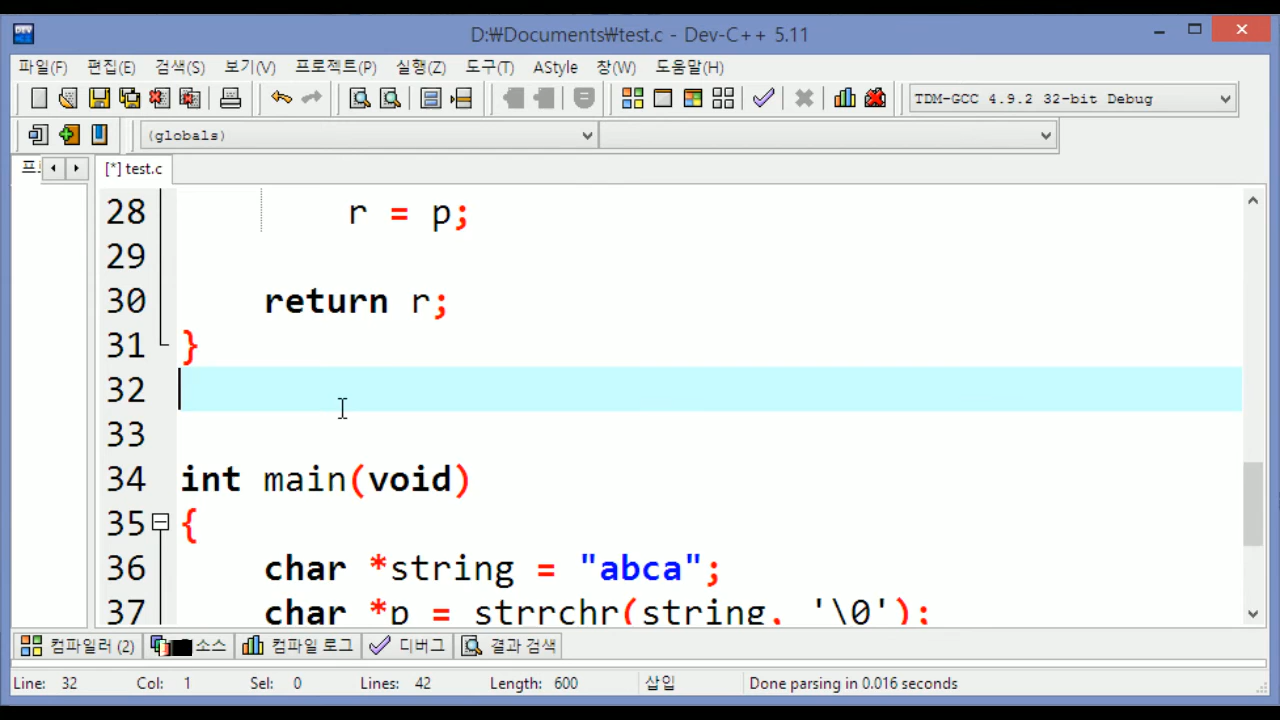 DEV
D:₩Documents₩test.c - Dev-C++ 5.11
파일(F) 편집(E) 검색(S) 보기(V) 프로젝트(P) 실행(Z) 도구(T) AStyle 창(W) 도움말(H)
TDM-GCC 4.9.2 32-bit Debug
(globals)
[*] test.c
28 r = p;
29
30 return r;
31 }
32
33
34 int main(void)
35 {
36 char *string = "abca";
37 char *p = strrchr(string, '\0');
컴파일러 (2) 소스 컴파일 로그 디버그 결과 검색
Line: 32 Col: 1 Sel: 0 Lines: 42 Length: 600 삽입 Done parsing in 0.016 seconds